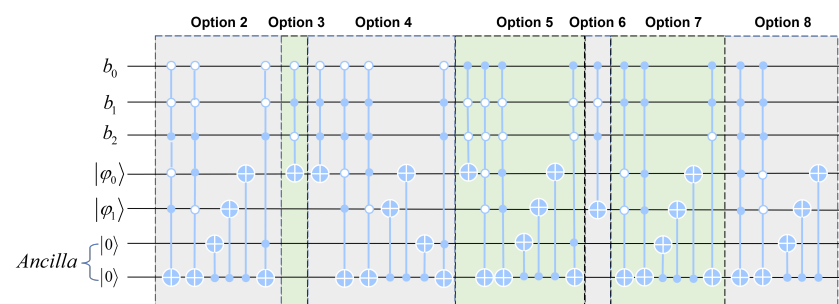 Option 2 Option 3 Option 4 Option 5 Option 6 Option 7 Option 8
b₀
b₁
b₂
|φ₀⟩
|φ₁⟩
|0⟩
Ancilla
|0⟩